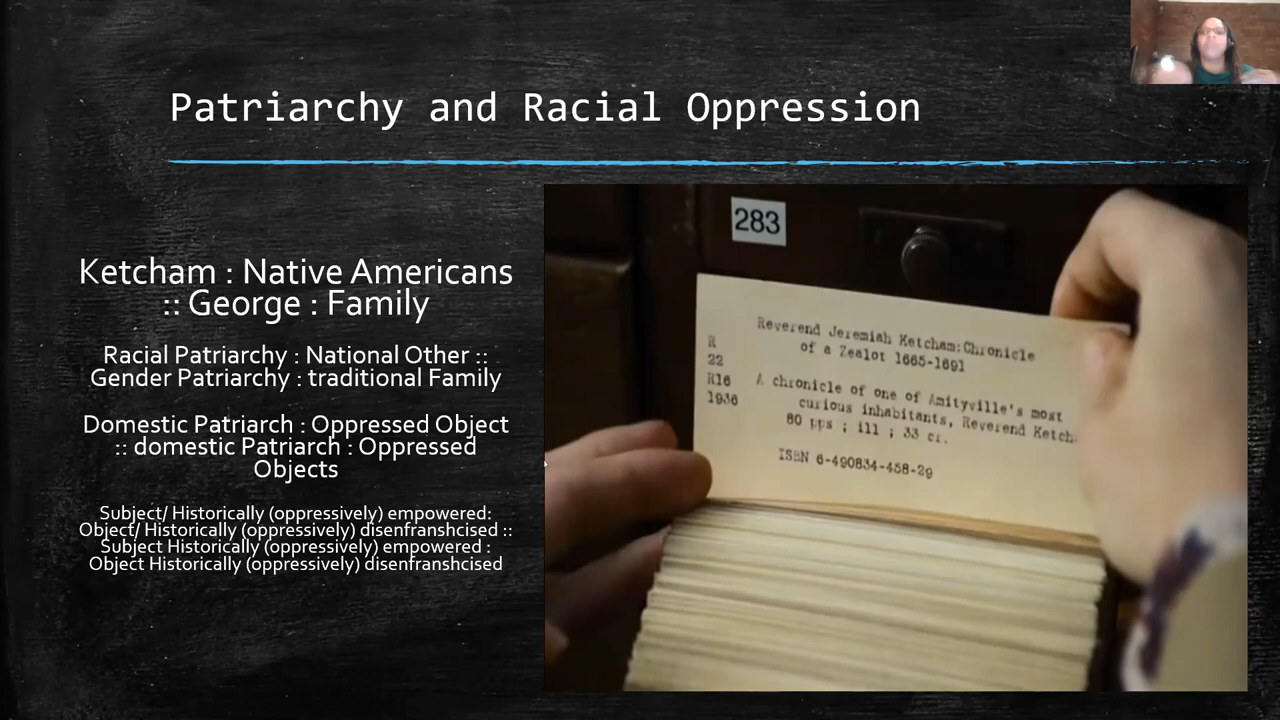 Patriarchy and Racial Oppression
Ketcham : Native Americans
:: George : Family
Racial Patriarchy : National Other ::
Gender Patriarchy : traditional Family
Domestic Patriarch : Oppressed Object
:: domestic Patriarch : Oppressed
Objects
Subject/ Historically (oppressively) empowered:
Object/ Historically (oppressively) disenfranshcised ::
Subject Historically (oppressively) empowered :
Object Historically (oppressively) disenfranshcised
283
Reverend Jeremiah Ketcham:Chronicle
of a Zealot 1665-1691
R
22
R16
1936
A chronicle of one of Amityville's most
curious inhabitants, Reverend Ketch
80 pps ; ill ; 33 cr.
ISBN 6-490834-458-29